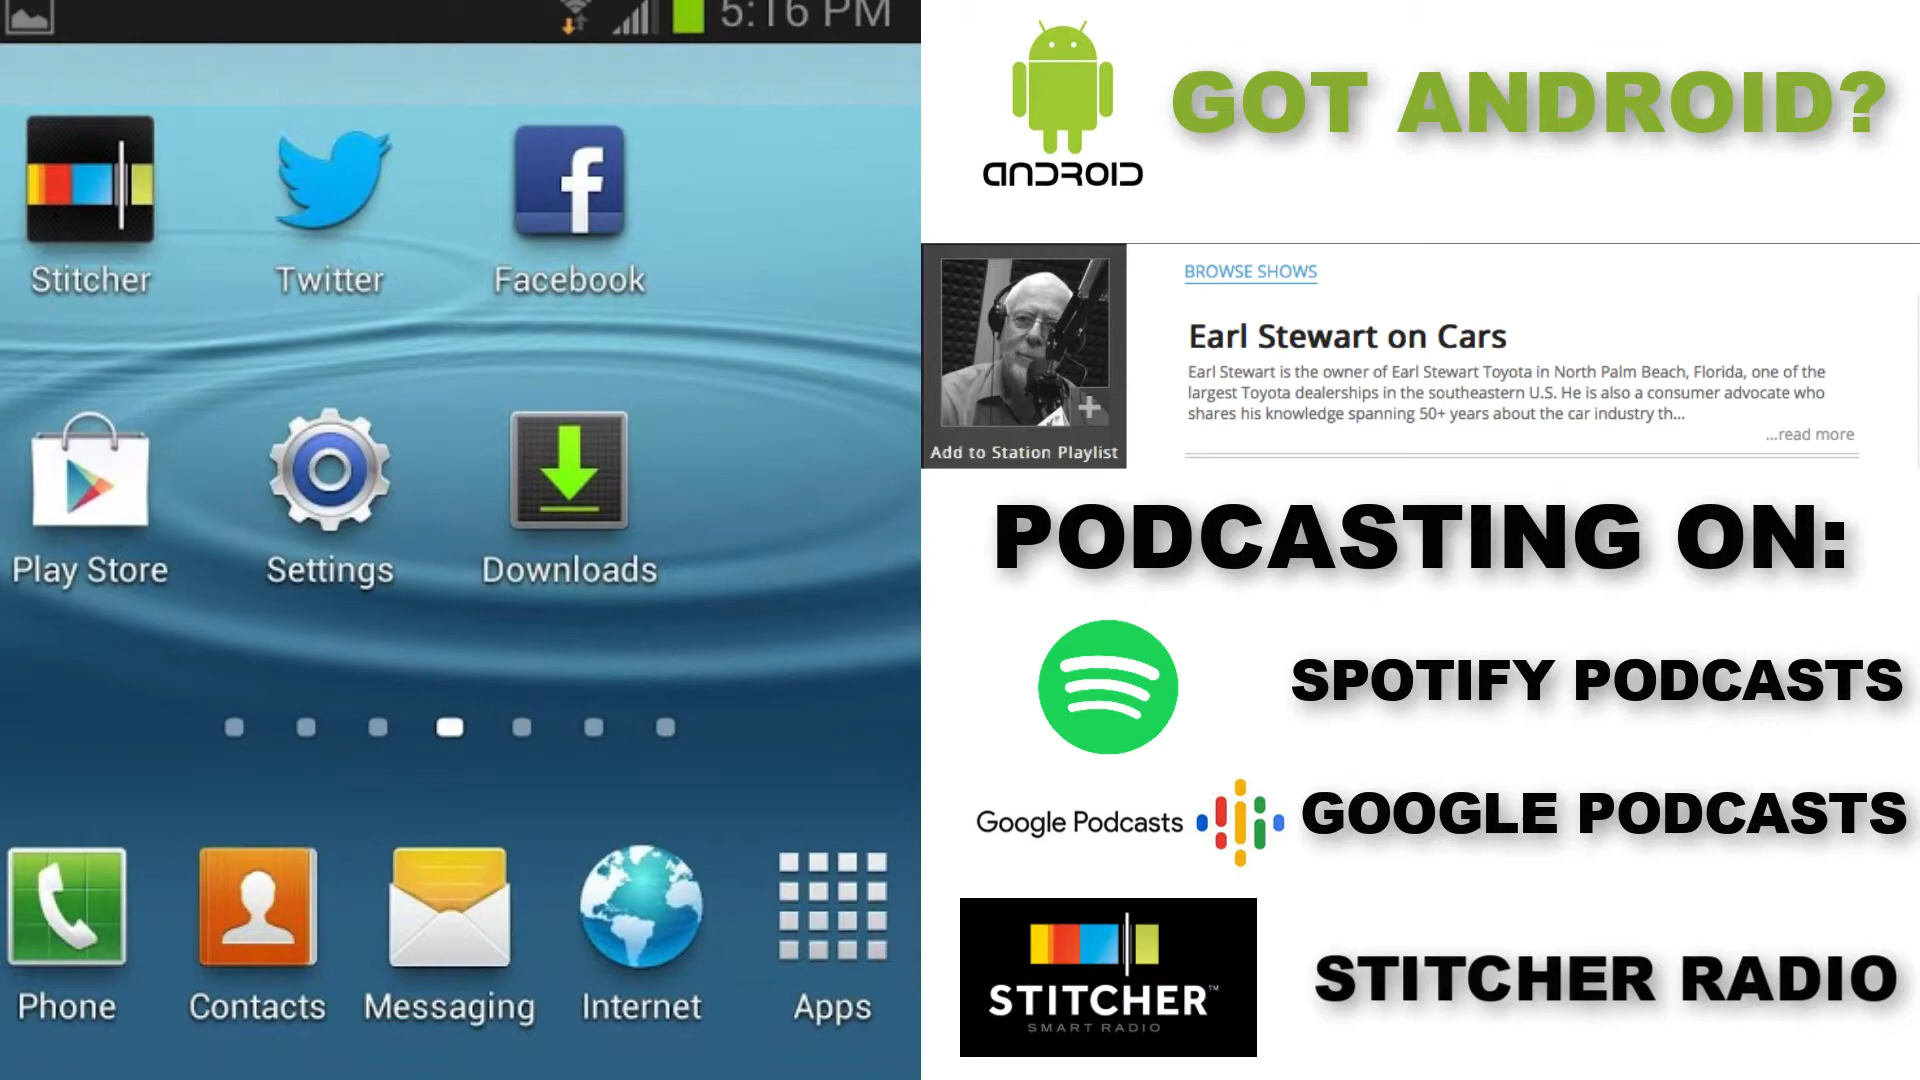 5:16 PM
Stitcher
Twitter
Facebook
Play Store
Settings
Downloads
Phone
Contacts
Messaging
Internet
Apps
ANDROID
GOT ANDROID?
BROWSE SHOWS
Earl Stewart on Cars
Earl Stewart is the owner of Earl Stewart Toyota in North Palm Beach, Florida, one of the
largest Toyota dealerships in the southeastern U.S. He is also a consumer advocate who
shares his knowledge spanning 50+ years about the car industry th...
...read more
Add to Station Playlist
PODCASTING ON:
SPOTIFY PODCASTS
Google Podcasts
GOOGLE PODCASTS
STITCHER™
SMART RADIO
STITCHER RADIO